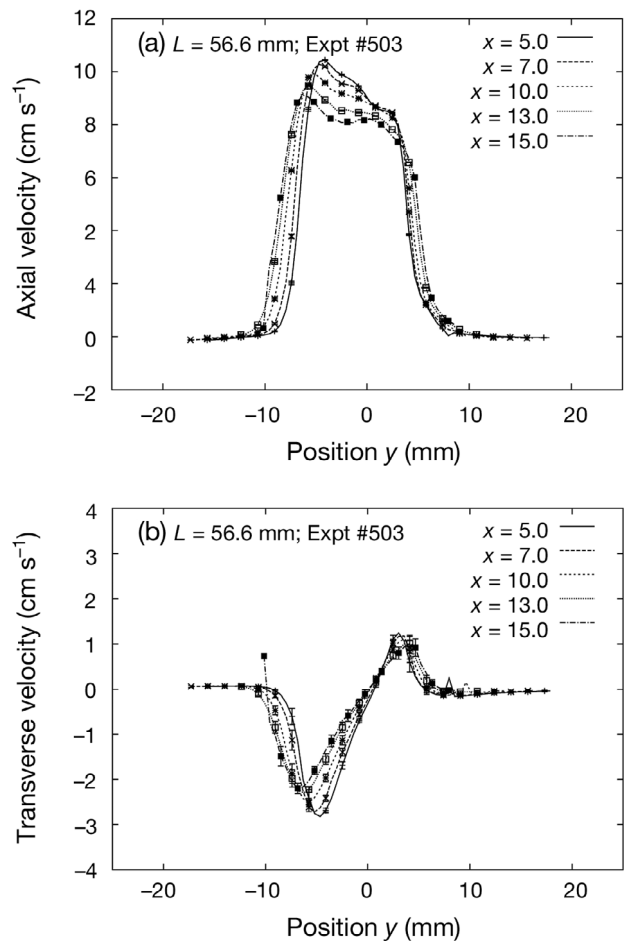 (a) L = 56.6 mm; Expt #503
x = 5.0
x = 7.0
x = 10.0
x = 13.0
x = 15.0
Axial velocity (cm s⁻¹)
12
10
8
6
2
4
0
–2
–20
–10
0
10
20
Position y (mm)
(b) L = 56.6 mm; Expt #503
x = 5.0
x = 7.0
x = 10.0
x = 13.0
x = 15.0
Transverse velocity (cm s⁻¹)
4
3
2
1
0
–1
–2
–3
–4
–20
–10
0
10
20
Position y (mm)